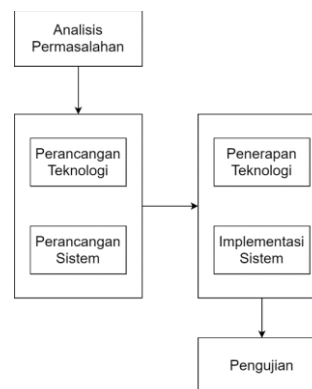 Analisis
Permasalahan
Perancangan
Teknologi
Perancangan
Sistem
Penerapan
Teknologi
Implementasi
Sistem
Pengujian